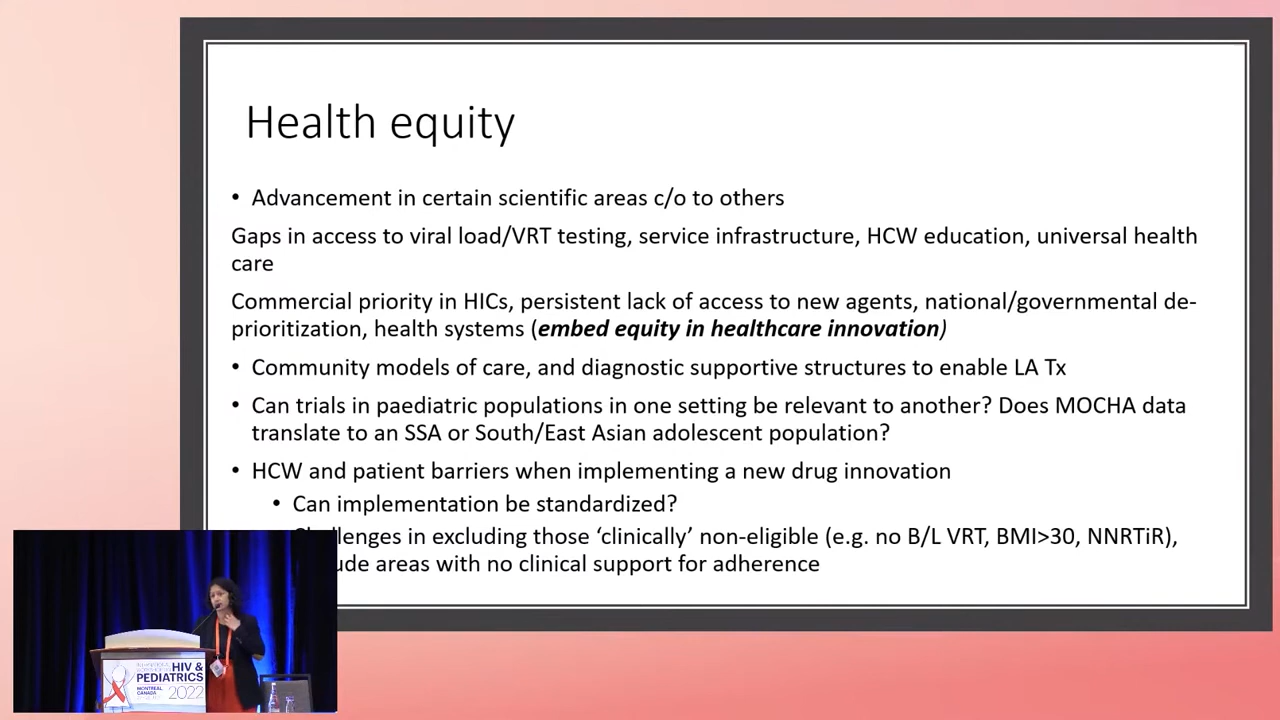 Health equity
• Advancement in certain scientific areas c/o to others
Gaps in access to viral load/VRT testing, service infrastructure, HCW education, universal health
care
Commercial priority in HICs, persistent lack of access to new agents, national/governmental de-
prioritization, health systems (embed equity in healthcare innovation)
• Community models of care, and diagnostic supportive structures to enable LA Tx
• Can trials in paediatric populations in one setting be relevant to another? Does MOCHA data
translate to an SSA or South/East Asian adolescent population?
• HCW and patient barriers when implementing a new drug innovation
• Can implementation be standardized?
in excluding those ‘clinically’ non-eligible (e.g. no B/L VRT, BMI>30, NNRTiR),
areas with no clinical support for adherence
HIV &
PEDIATRICS
MONTREAL
CANADA
2022